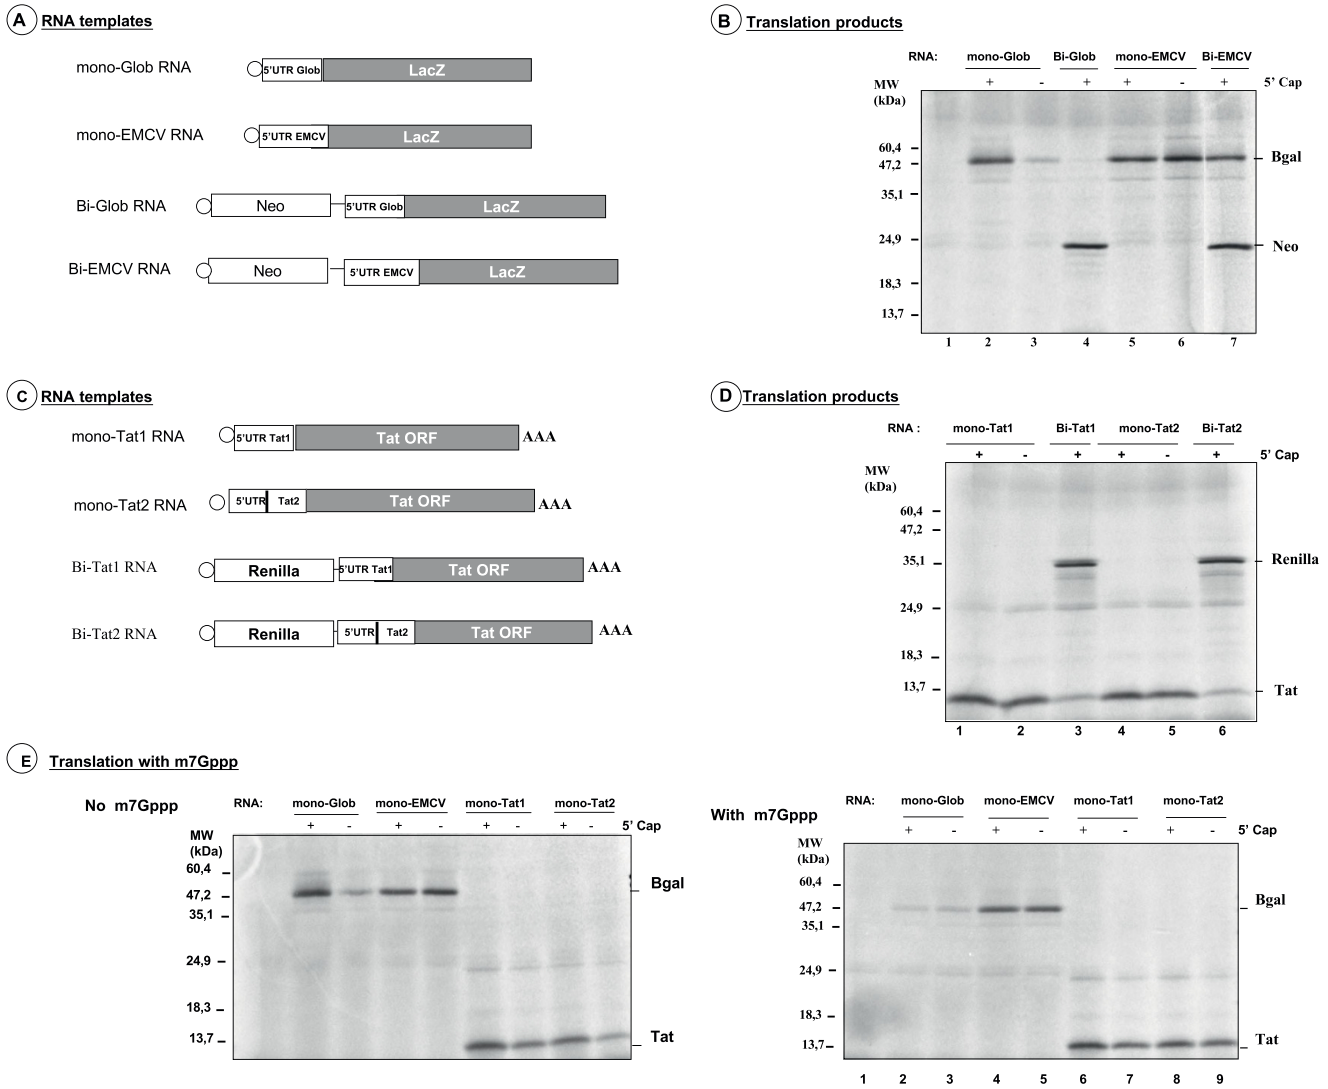 A RNA templates
mono-Glob RNA 5'UTR Glob LacZ
mono-EMCV RNA 5'UTR EMCV LacZ
Bi-Glob RNA Neo 5'UTR Glob LacZ
Bi-EMCV RNA Neo 5'UTR EMCV LacZ
B Translation products
RNA: mono-Glob Bi-Glob mono-EMCV Bi-EMCV
+ - + + - + 5' Cap
MW
(kDa)
60,4
47,2
35,1
24,9
18,3
13,7
Bgal
Neo
1 2 3 4 5 6 7
C RNA templates
mono-Tat1 RNA 5'UTR Tat1 Tat ORF AAA
mono-Tat2 RNA 5'UTR Tat2 Tat ORF AAA
Bi-Tat1 RNA Renilla 5'UTR Tat1 Tat ORF AAA
Bi-Tat2 RNA Renilla 5'UTR Tat2 Tat ORF AAA
D Translation products
RNA : mono-Tat1 Bi-Tat1 mono-Tat2 Bi-Tat2
+ - + + - + 5' Cap
MW
(kDa)
60,4
47,2
35,1
24,9
18,3
13,7
Renilla
Tat
1 2 3 4 5 6
E Translation with m7Gppp
No m7Gppp
RNA: mono-Glob mono-EMCV mono-Tat1 mono-Tat2
+ - + - + - + - 5' Cap
MW
(kDa)
60,4
47,2
35,1
24,9
18,3
13,7
Bgal
Tat
With m7Gppp
RNA: mono-Glob mono-EMCV mono-Tat1 mono-Tat2
+ - + - + - + - 5' Cap
MW
(kDa)
60,4
47,2
35,1
24,9
18,3
13,7
Bgal
Tat
1 2 3 4 5 6 7 8 9